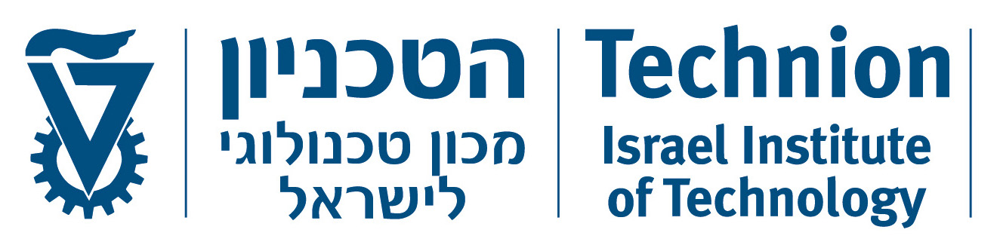 הטכניון
מכון טכנולוגי
לישראל
Technion
Israel Institute
of Technology